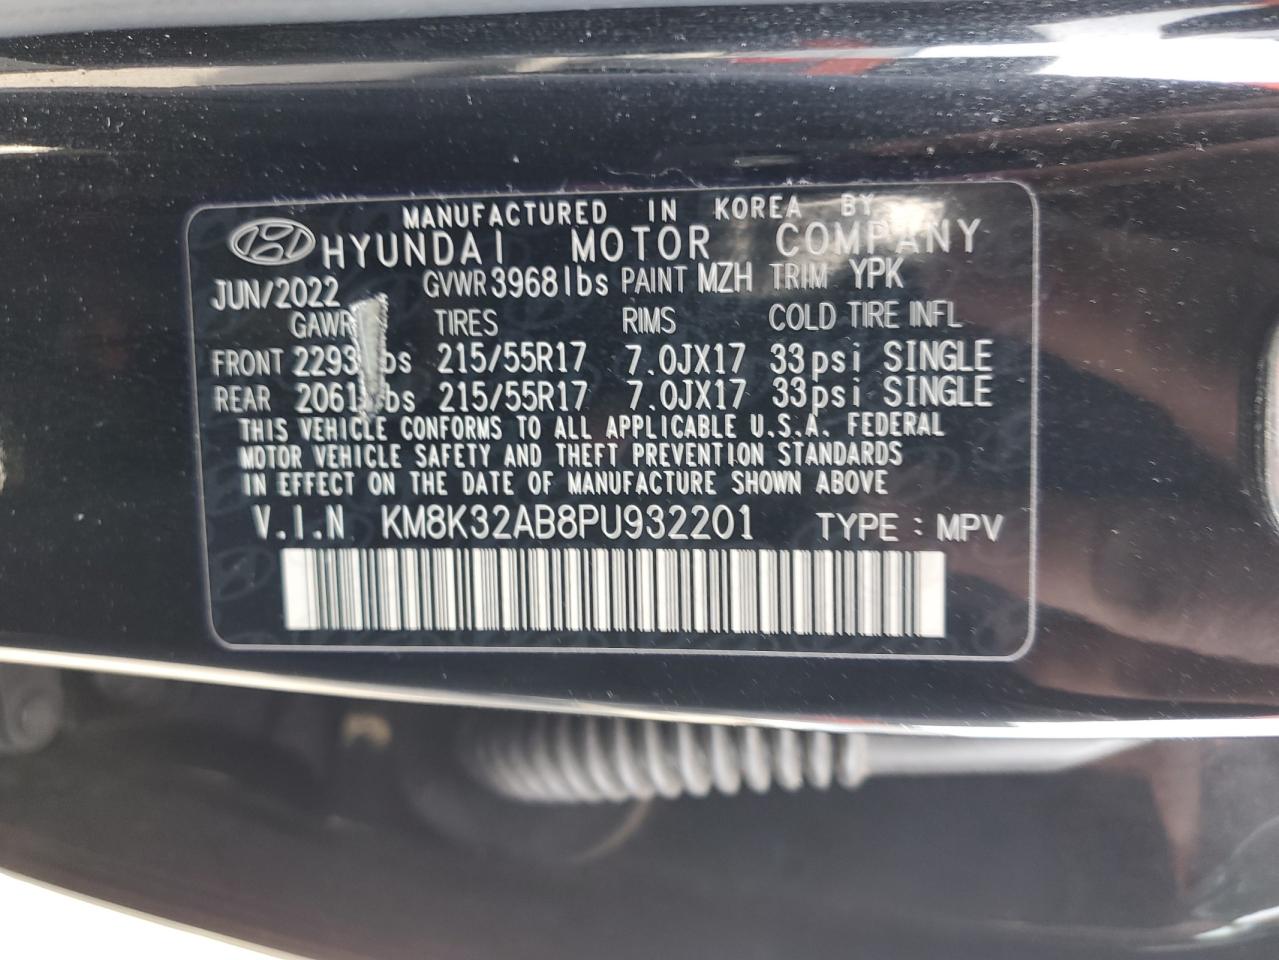 MANUFACTURED IN KOREA BY
HYUNDAI MOTOR COMPANY
JUN/2022 GVWR 3968lbs PAINT MZH TRIM YPK
GAWR TIRES RIMS COLD TIRE INFL
FRONT 2293 lbs 215/55R17 7.0JX17 33psi SINGLE
REAR 2061 lbs 215/55R17 7.0JX17 33psi SINGLE
THIS VEHICLE CONFORMS TO ALL APPLICABLE U.S.A. FEDERAL
MOTOR VEHICLE SAFETY AND THEFT PREVENTION STANDARDS
IN EFFECT ON THE DATE OF MANUFACTURE SHOWN ABOVE
V.I.N KM8K32AB8PU932201 TYPE : MPV